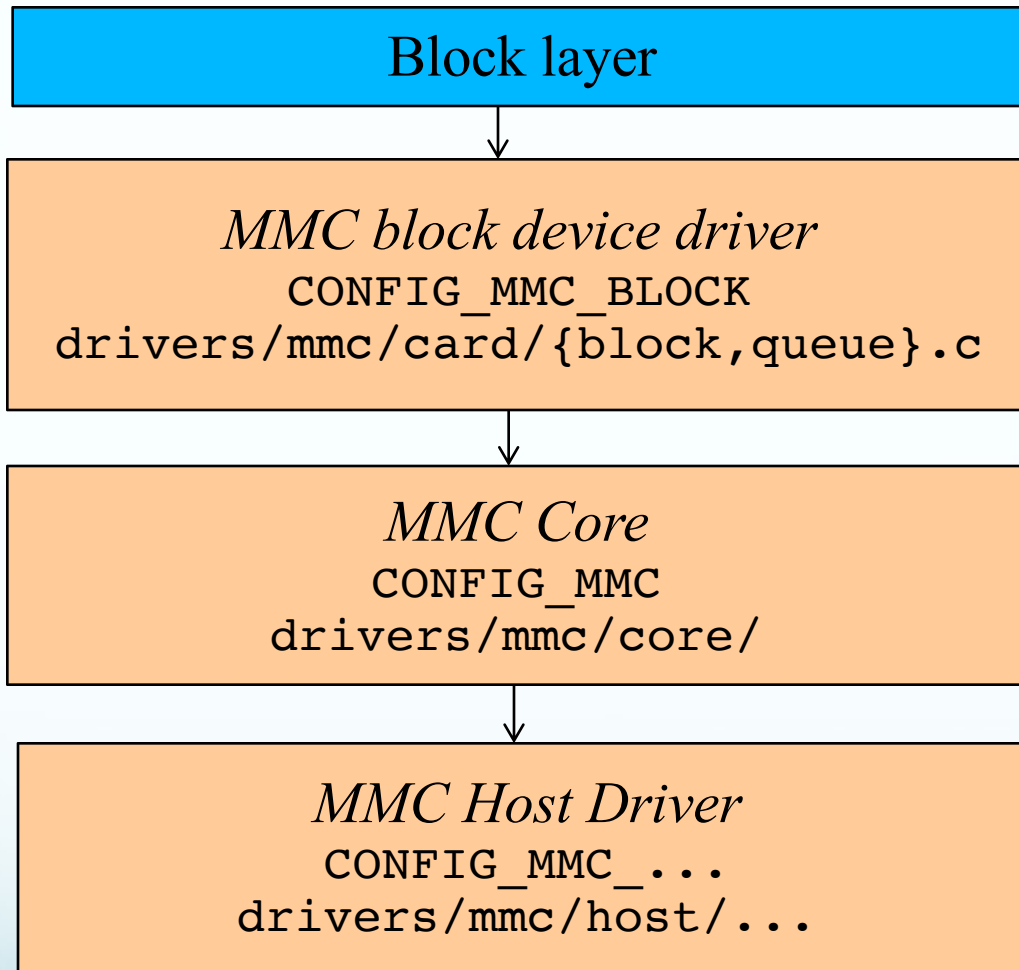 Block layer
MMC block device driver
CONFIG_MMC_BLOCK
drivers/mmc/card/{block,queue}.c
MMC Core
CONFIG_MMC
drivers/mmc/core/
MMC Host Driver
CONFIG_MMC_...
drivers/mmc/host/...